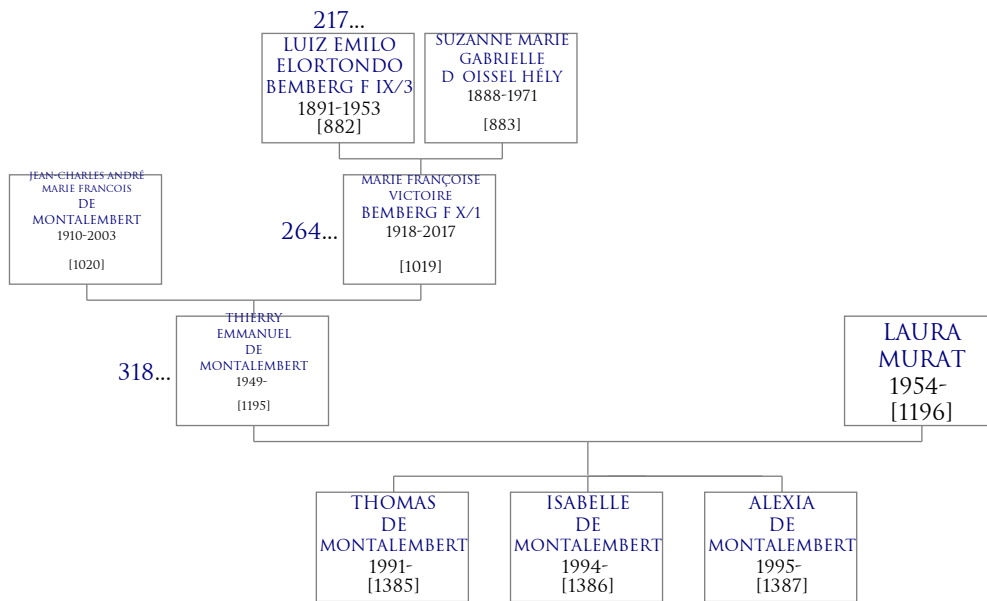 217...
LUIZ EMILO
ELORTONDO
BEMBERG F IX/3
1891-1953
[882]
SUZANNE MARIE
GABRIELLE
D OISSEL HÉLY
1888-1971
[883]
JEAN-CHARLES ANDRÉ
MARIE FRANCOIS
DE
MONTALEMBERT
1910-2003
[1020]
264...
MARIE FRANÇOISE
VICTOIRE
BEMBERG F X/1
1918-2017
[1019]
318...
THIERRY
EMMANUEL
DE
MONTALEMBERT
1949-
[1195]
LAURA
MURAT
1954-
[1196]
THOMAS
DE
MONTALEMBERT
1991-
[1385]
ISABELLE
DE
MONTALEMBERT
1994-
[1386]
ALEXIA
DE
MONTALEMBERT
1995-
[1387]